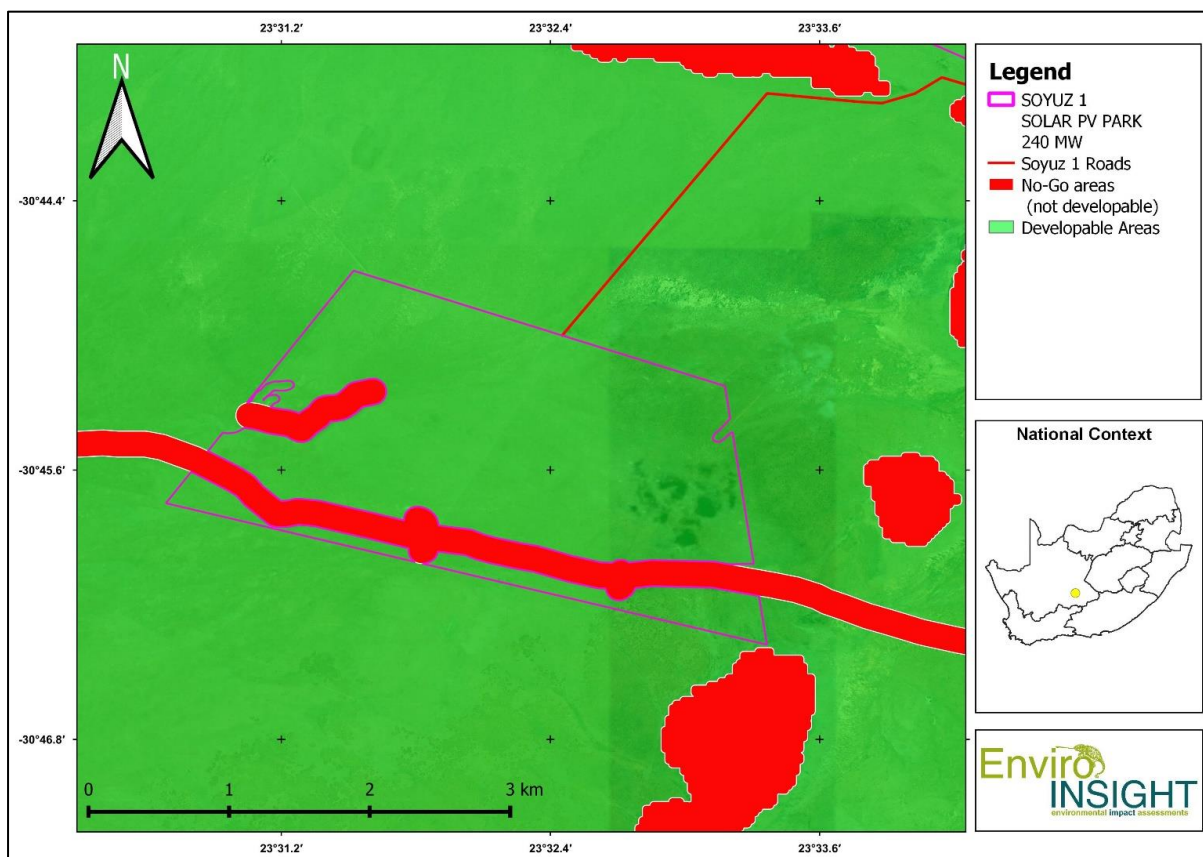 23°31.2′ 23°32.4′ 23°33.6′
N
-30°44.4′
-30°45.6′
-30°46.8′
0 1 2 3 km
23°31.2′ 23°32.4′ 23°33.6′
Legend
SOYUZ 1
SOLAR PV PARK
240 MW
Soyuz 1 Roads
No-Go areas
(not developable)
Developable Areas
National Context
Enviro
INSIGHT
environmental impact assessments